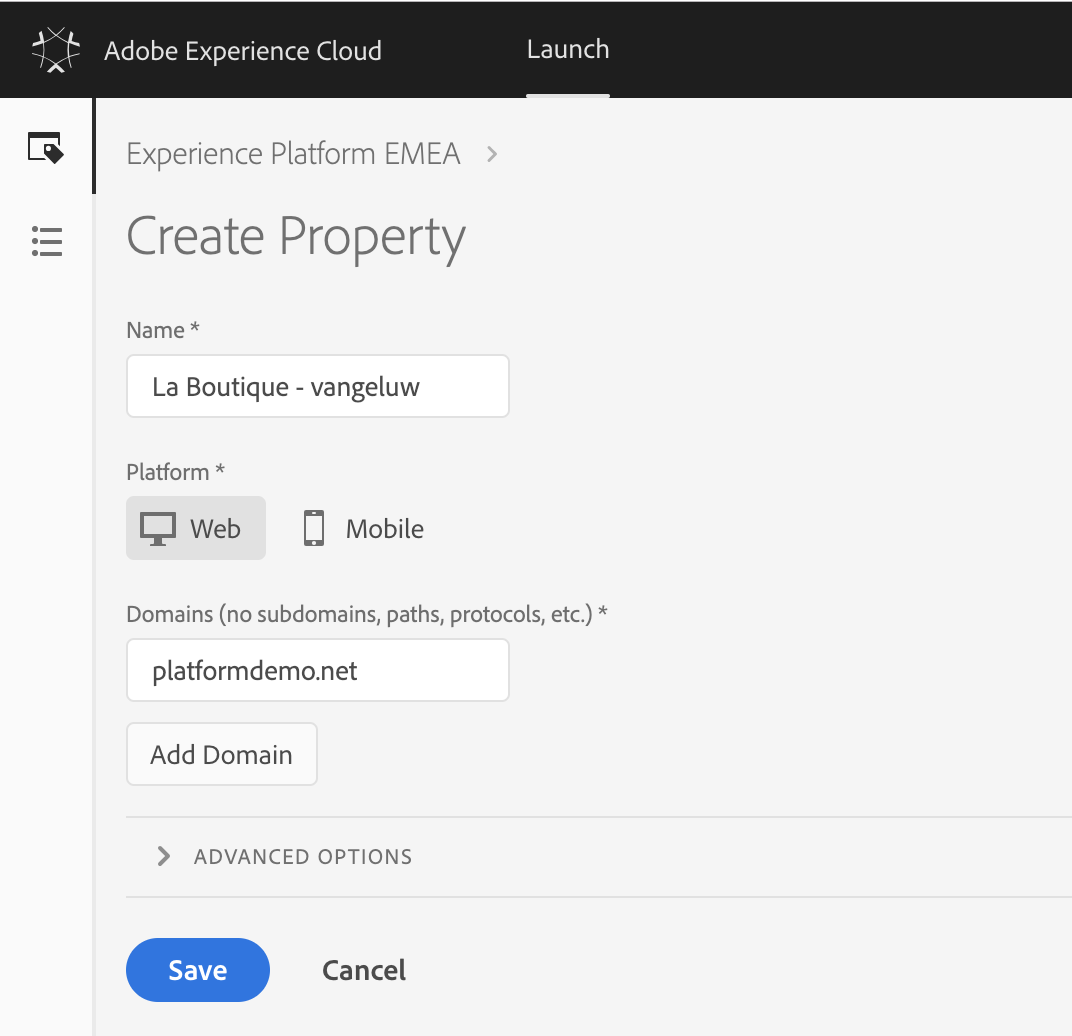 Adobe Experience Cloud
Launch
Experience Platform EMEA
Create Property
Name *
La Boutique - vangeluw
Platform *
Web
Mobile
Domains (no subdomains, paths, protocols, etc.) *
platformdemo.net
Add Domain
ADVANCED OPTIONS
Save
Cancel